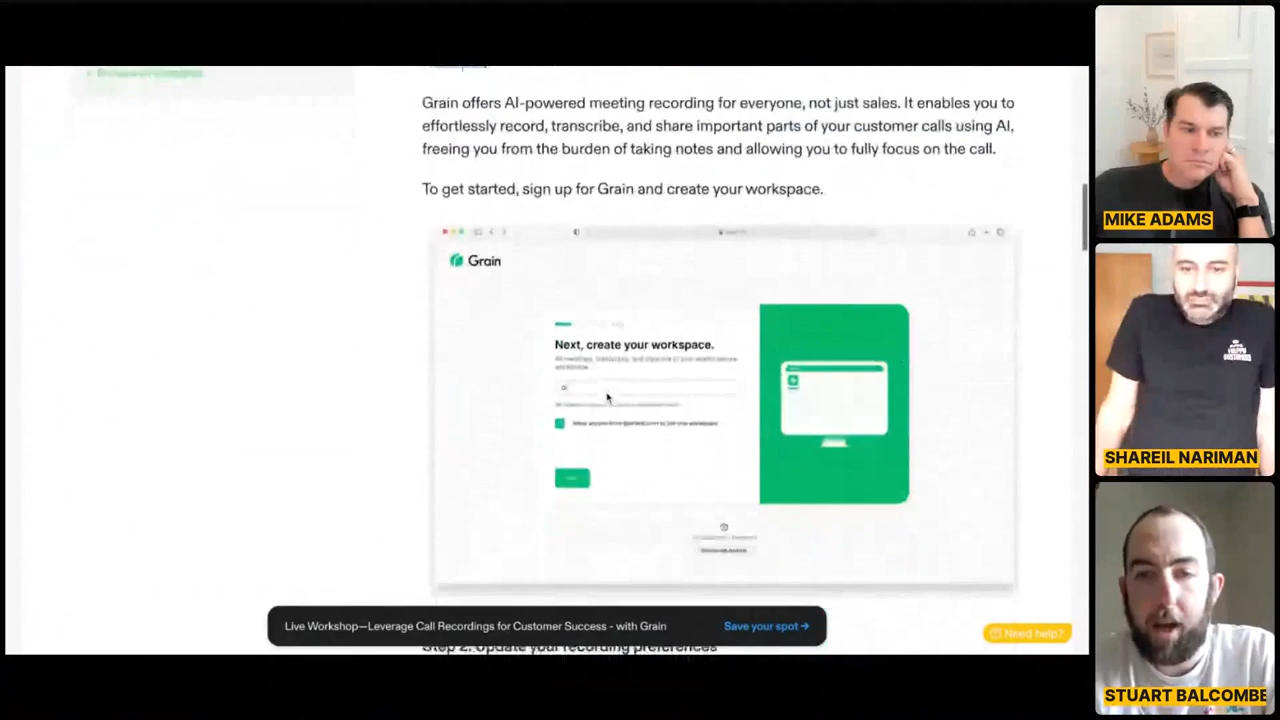 Grain offers AI-powered meeting recording for everyone, not just sales. It enables you to
effortlessly record, transcribe, and share important parts of your customer calls using AI,
freeing you from the burden of taking notes and allowing you to fully focus on the call.
To get started, sign up for Grain and create your workspace.
Grain
Next, create your workspace.
Live Workshop—Leverage Call Recordings for Customer Success - with Grain
Save your spot →
Need help?
Step 2: Update your recording preferences
MIKE ADAMS
SHAREIL NARIMAN
STUART BALCOMBE